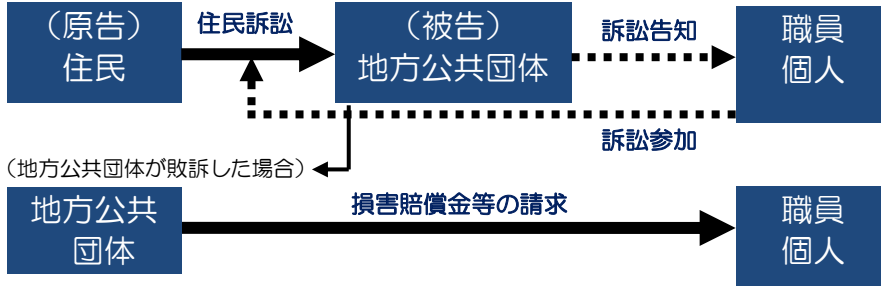 （原告）
住民
住民訴訟
（被告）
地方公共団体
訴訟告知
職員
個人
訴訟参加
（地方公共団体が敗訴した場合）
地方公共
団体
損害賠償金等の請求
職員
個人